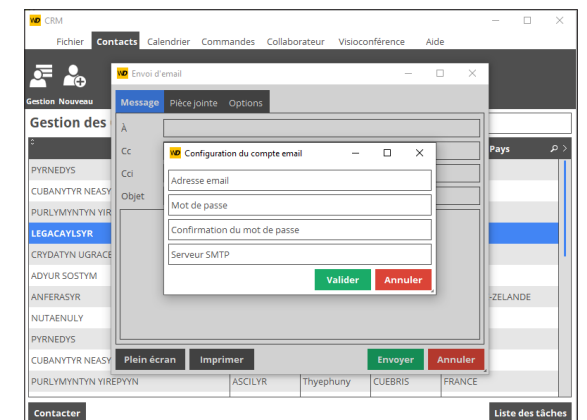 WD CRM
Fichier Contacts Calendrier Commandes Collaborateur Visioconférence Aide
WD Envoi d'email
Gestion Nouveau
Message Pièce jointe Options
Gestion des
À
Cc
Cci
Objet
WD Configuration du compte email
Adresse email
Mot de passe
Confirmation du mot de passe
Serveur SMTP
Valider Annuler
Pays
PYRNEDYS
CUBANYTYR NEASY
PURLYMYNTYN YIR
LEGACAYLSYR
CRYDATYN UGRACE
ADYUR SOSTYM
ANFERASYR -ZELANDE
NUTAENULY
PYRNEDYS
CUBANYTYR NEASY
Plein écran Imprimer Envoyer Annuler
PURLYMYNTYN YIREPYYN ASCILYR Thyephuny CUEBRIS FRANCE
Contacter Liste des tâches